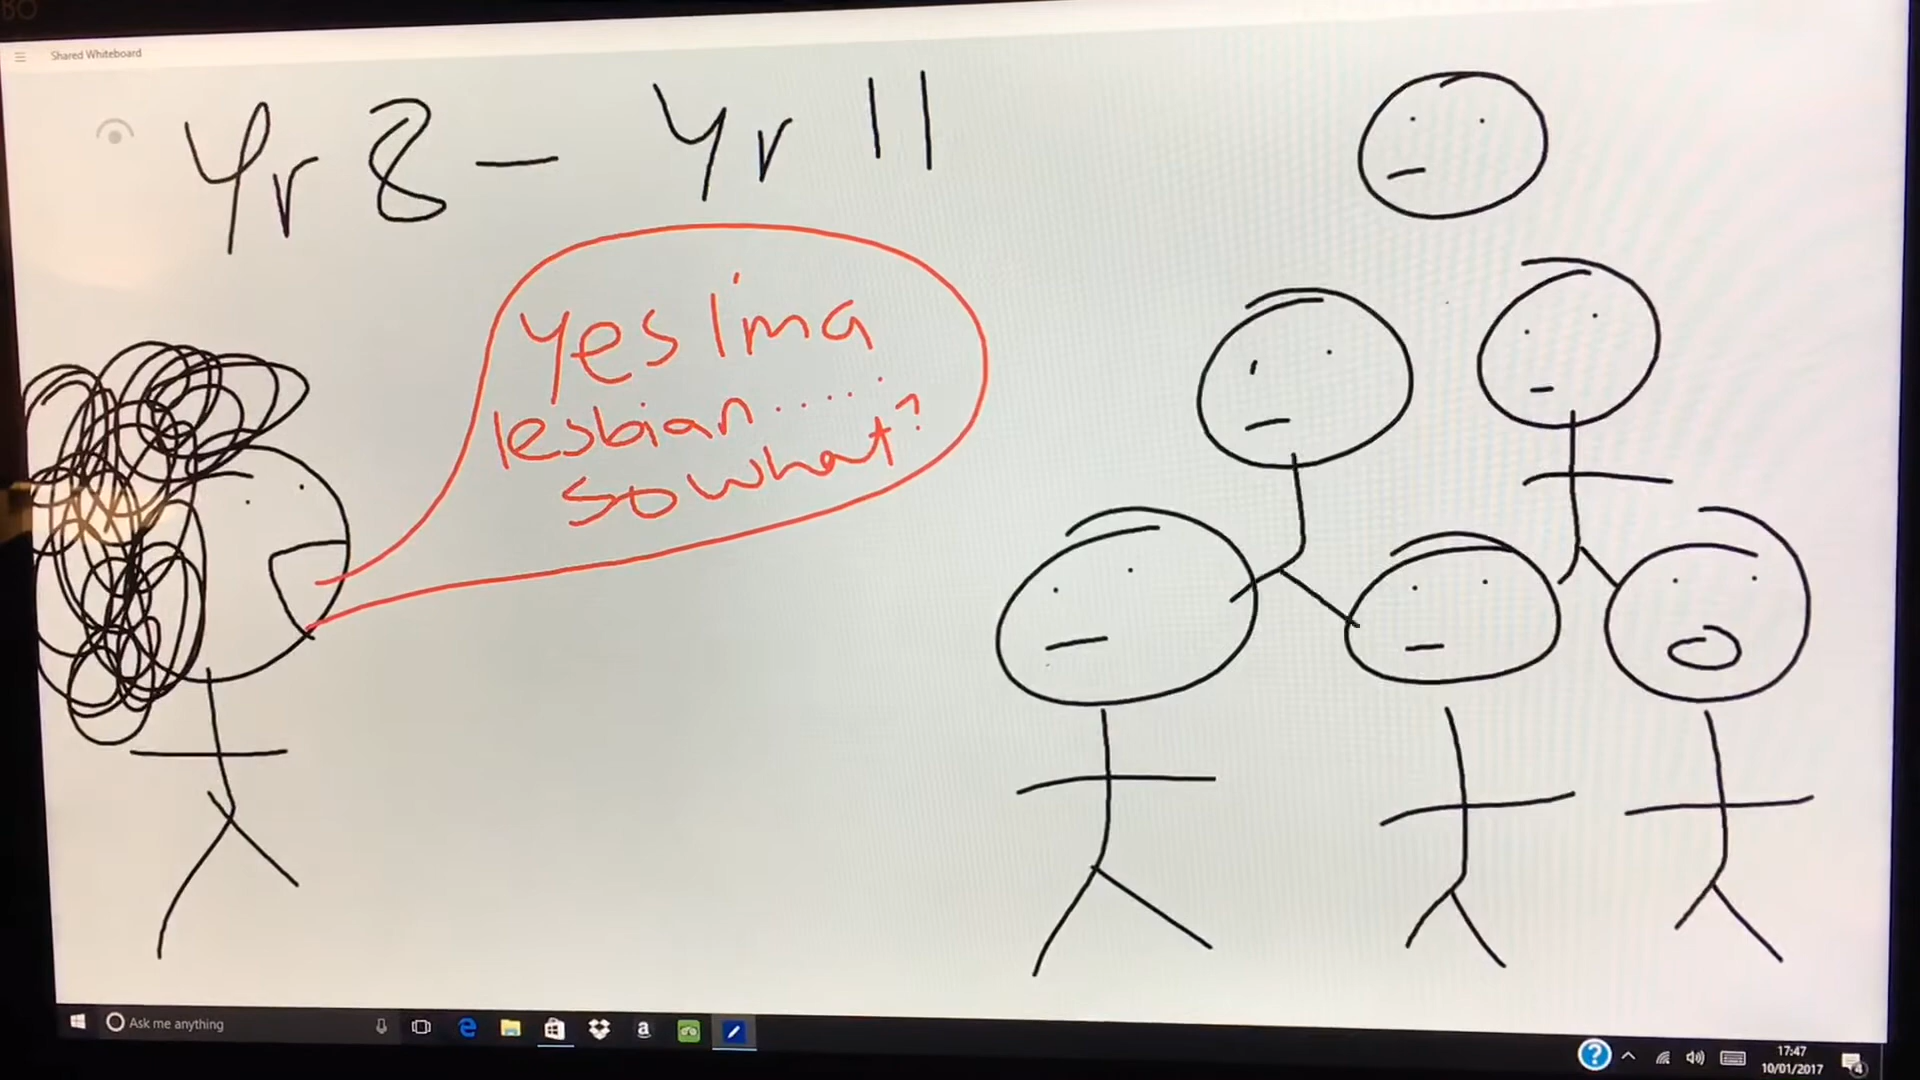 Shared Whiteboard
Yr 8 - Yr 11
yes I'm a
lesbian.....
so what?
Ask me anything
17:47
10/01/2017